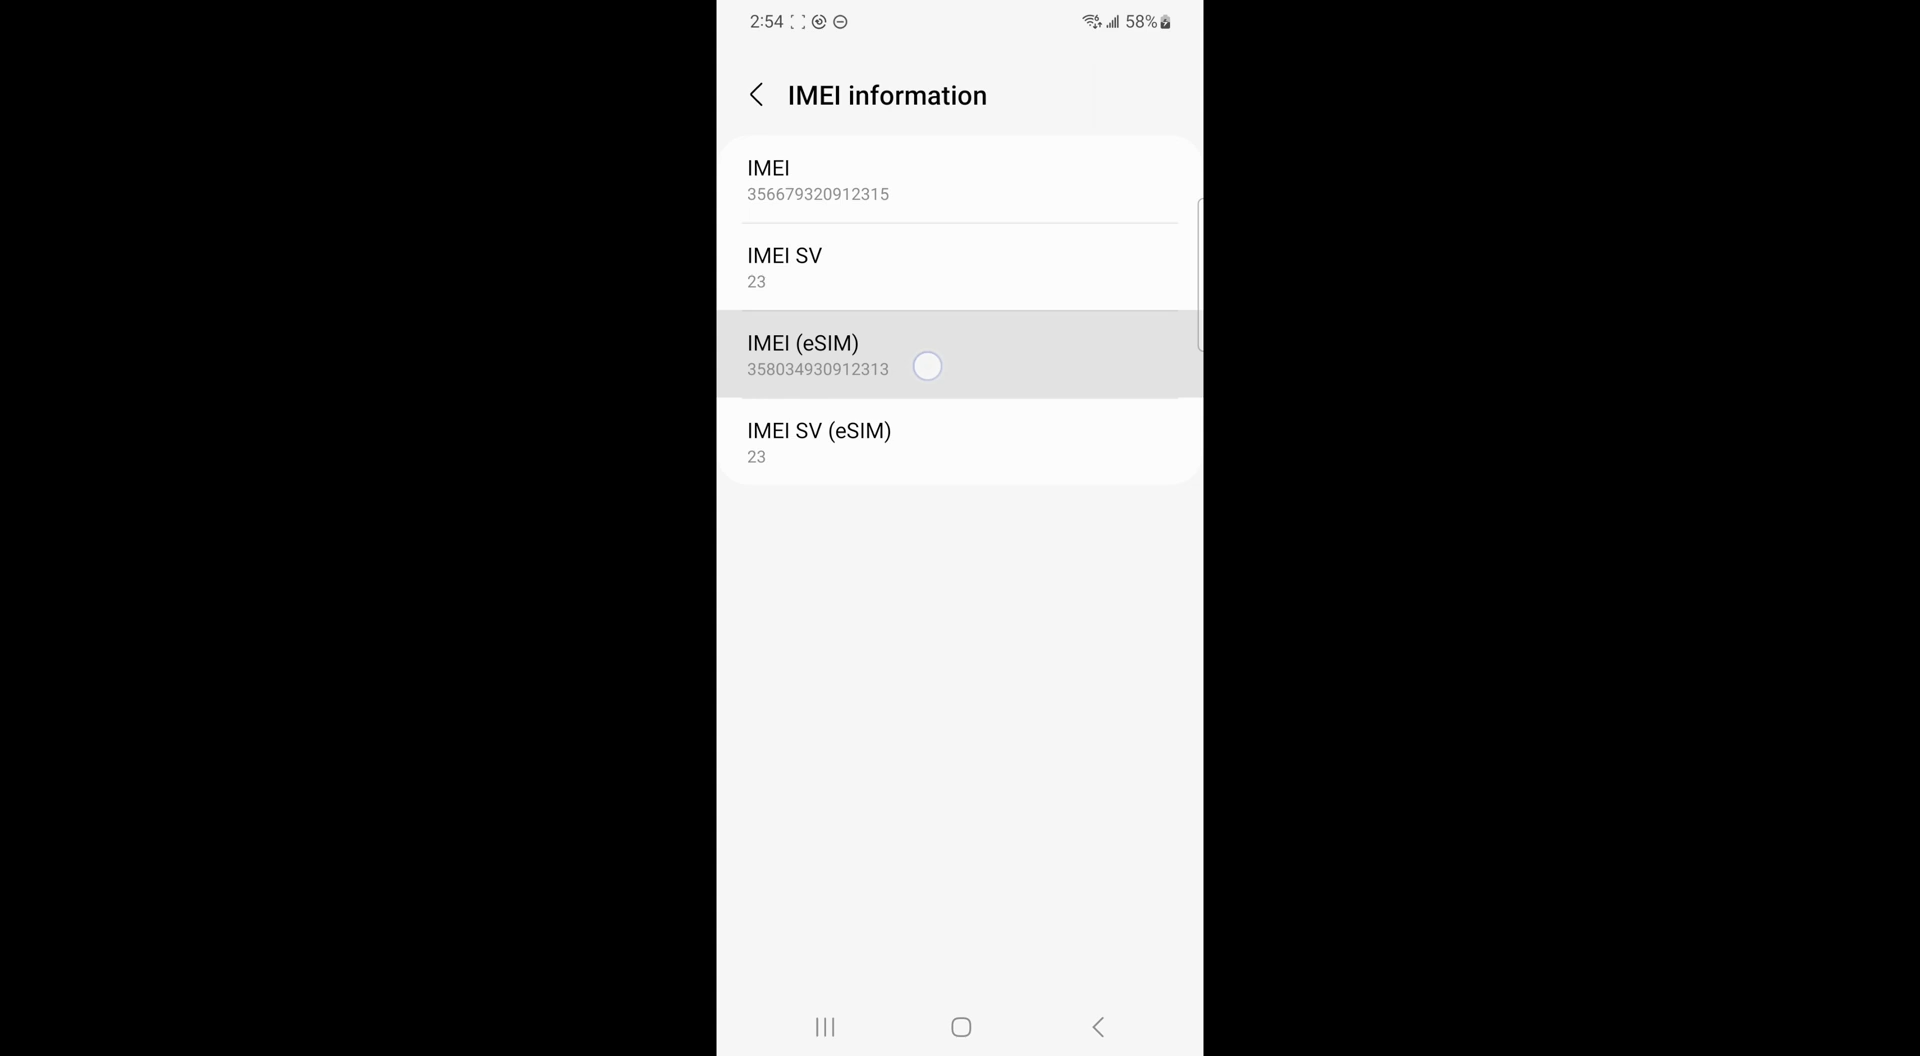 2:54 58%
IMEI information
IMEI
356679320912315
IMEI SV
23
IMEI (eSIM)
358034930912313
IMEI SV (eSIM)
23